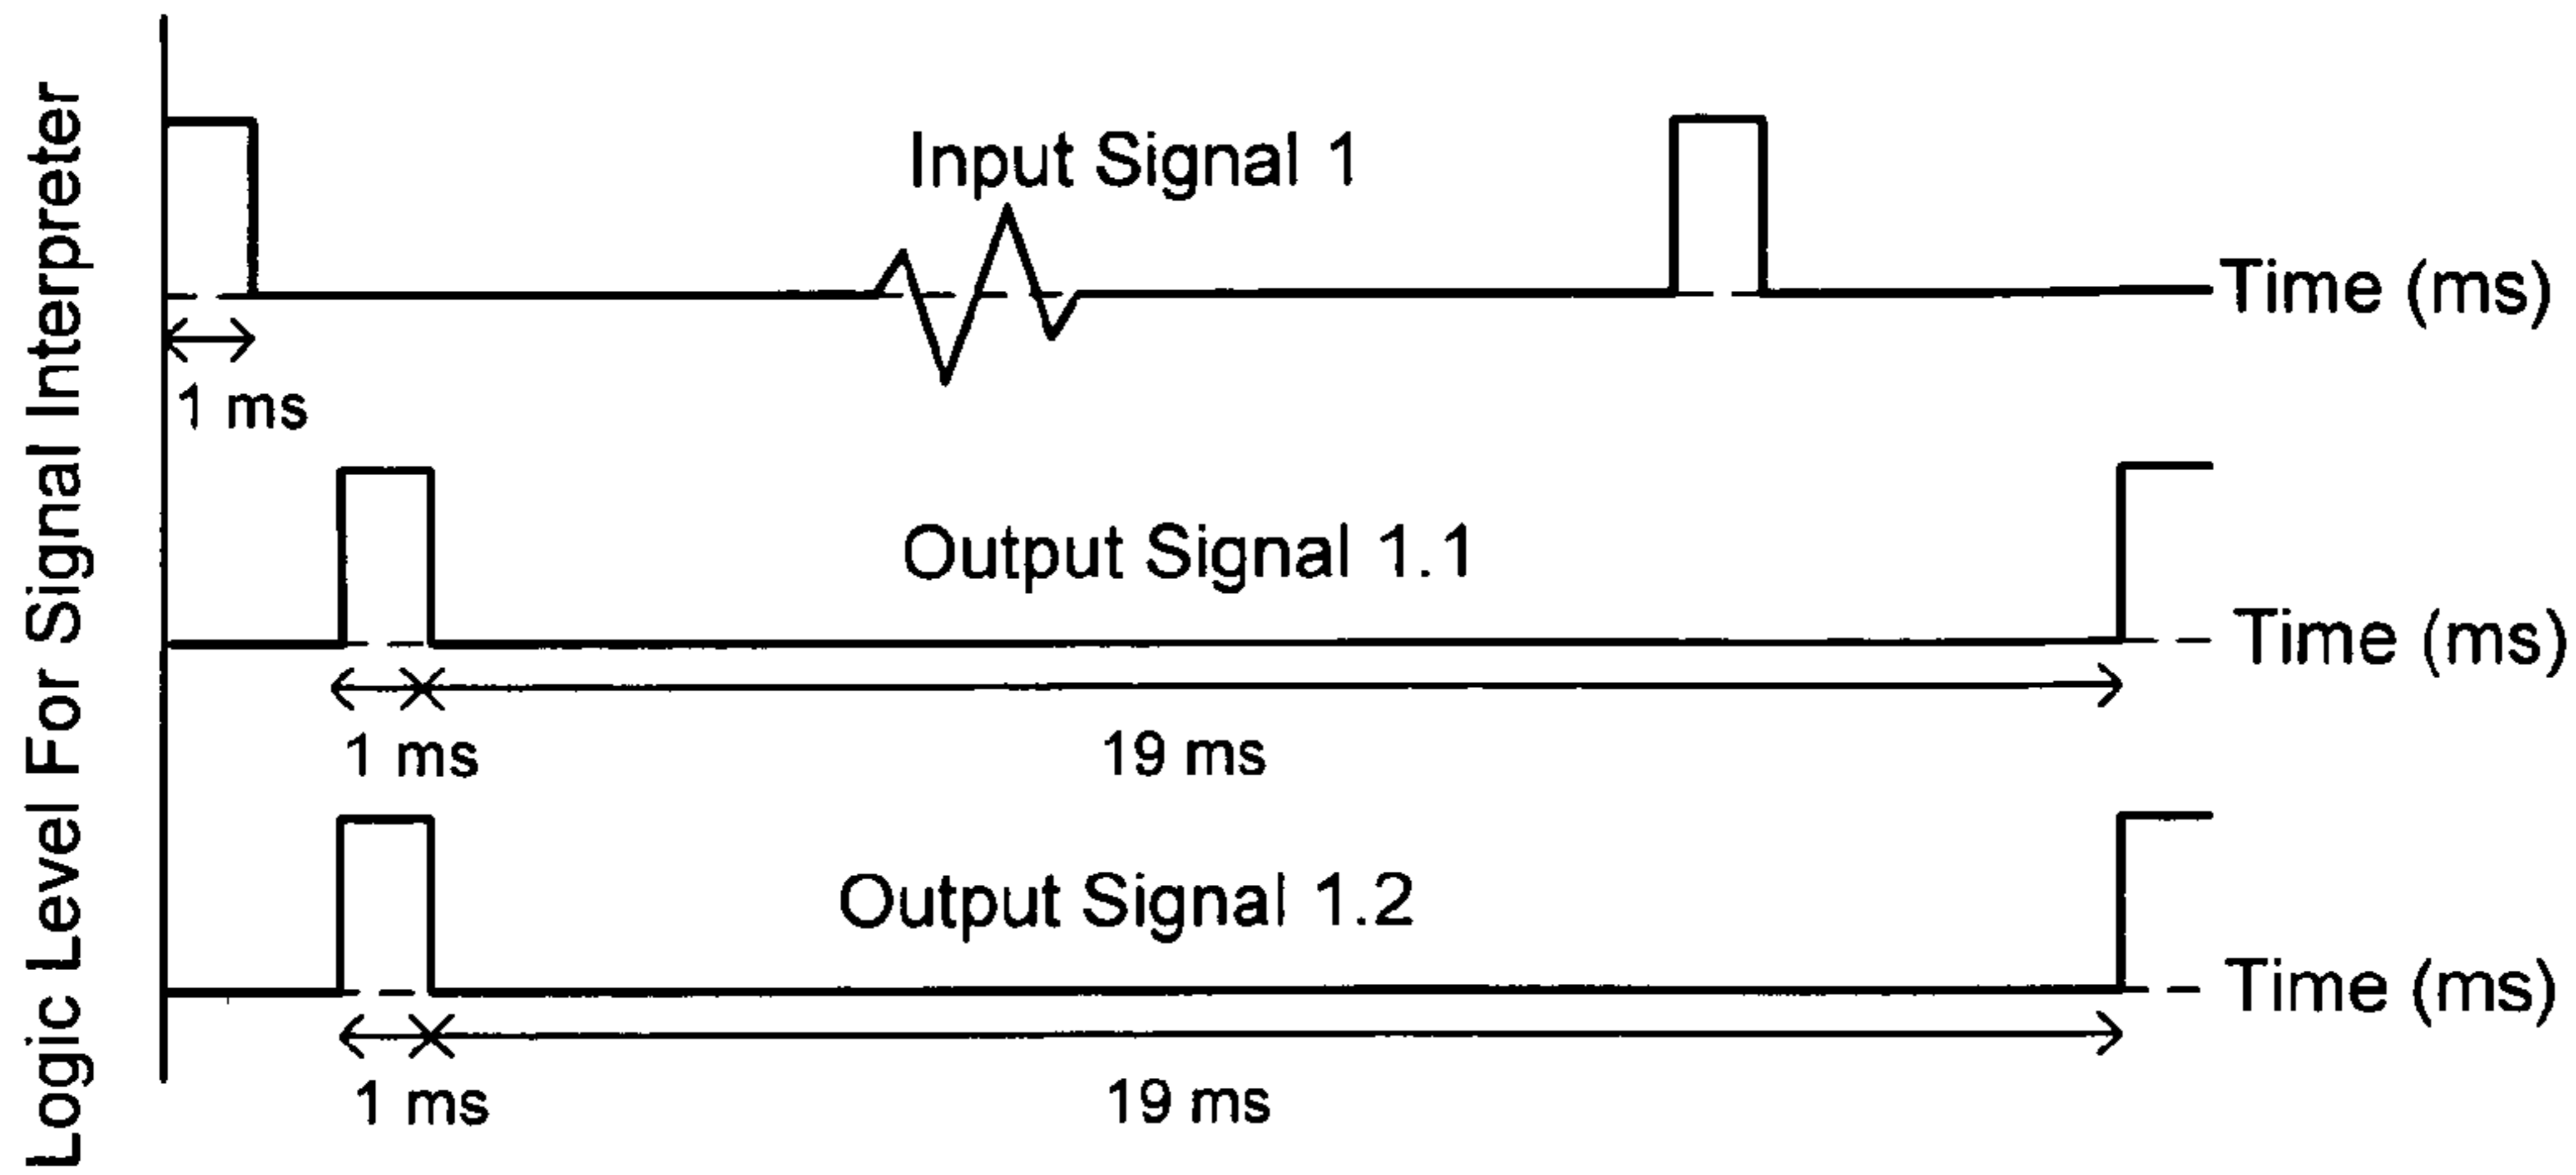 Logic Level For Signal Interpreter
Input Signal 1
Time (ms)
1 ms
Output Signal 1.1
Time (ms)
1 ms
19 ms
Output Signal 1.2
Time (ms)
1 ms
19 ms